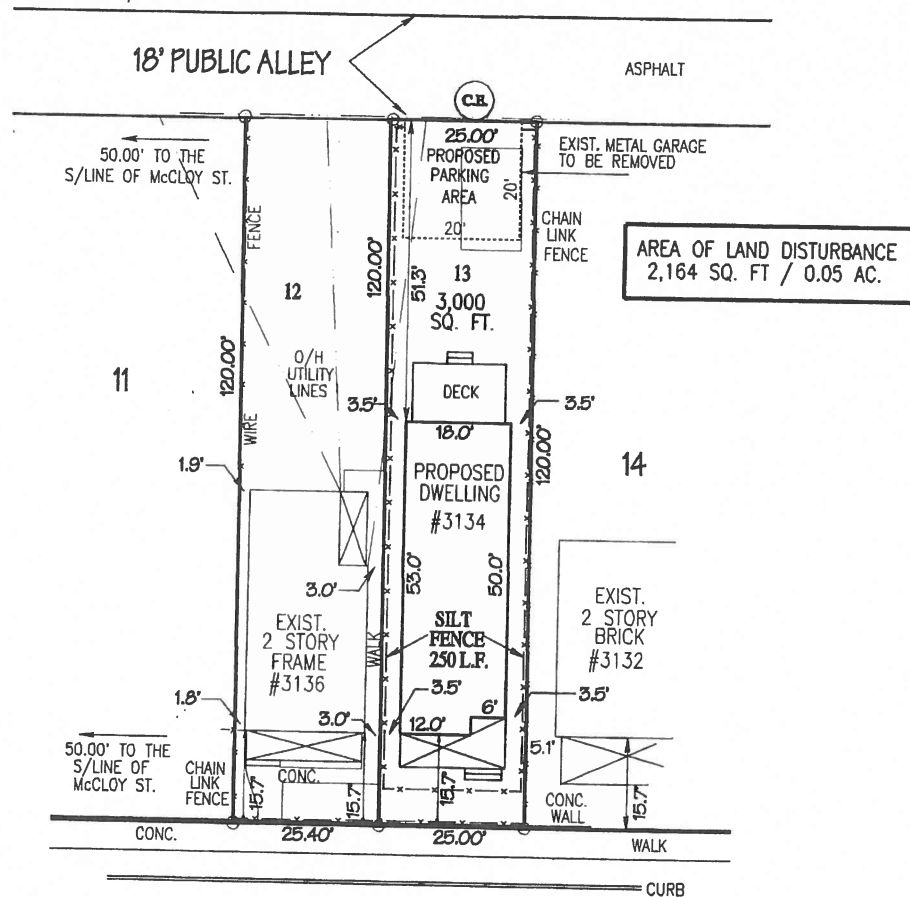 18' PUBLIC ALLEY
ASPHALT
C.E.
50.00' TO THE
S/LINE OF McCLOY ST.
25.00'
PROPOSED
PARKING
AREA
20'
20'
EXIST. METAL GARAGE
TO BE REMOVED
FENCE
CHAIN
LINK
FENCE
AREA OF LAND DISTURBANCE
2,164 SQ. FT / 0.05 AC.
120.00'
51.3'
12
13
3,000
SQ. FT.
11
120.00'
O/H
UTILITY
LINES
DECK
3.5'
3.5'
18.0'
WIRE
120.00'
14
1.9'
PROPOSED
DWELLING
#3134
53.0'
50.0'
3.0'
EXIST.
2 STORY
FRAME
#3136
WALK
SILT
FENCE
250 L.F.
EXIST.
2 STORY
BRICK
#3132
1.8'
3.0'
3.5'
3.5'
12.0'
6'
50.00' TO THE
S/LINE OF
McCLOY ST.
CHAIN
LINK
FENCE
CONC.
15.7'
15.7'
15.7'
5.1'
CONC.
WALL
15.7'
CONC.
25.40'
25.00'
WALK
CURB